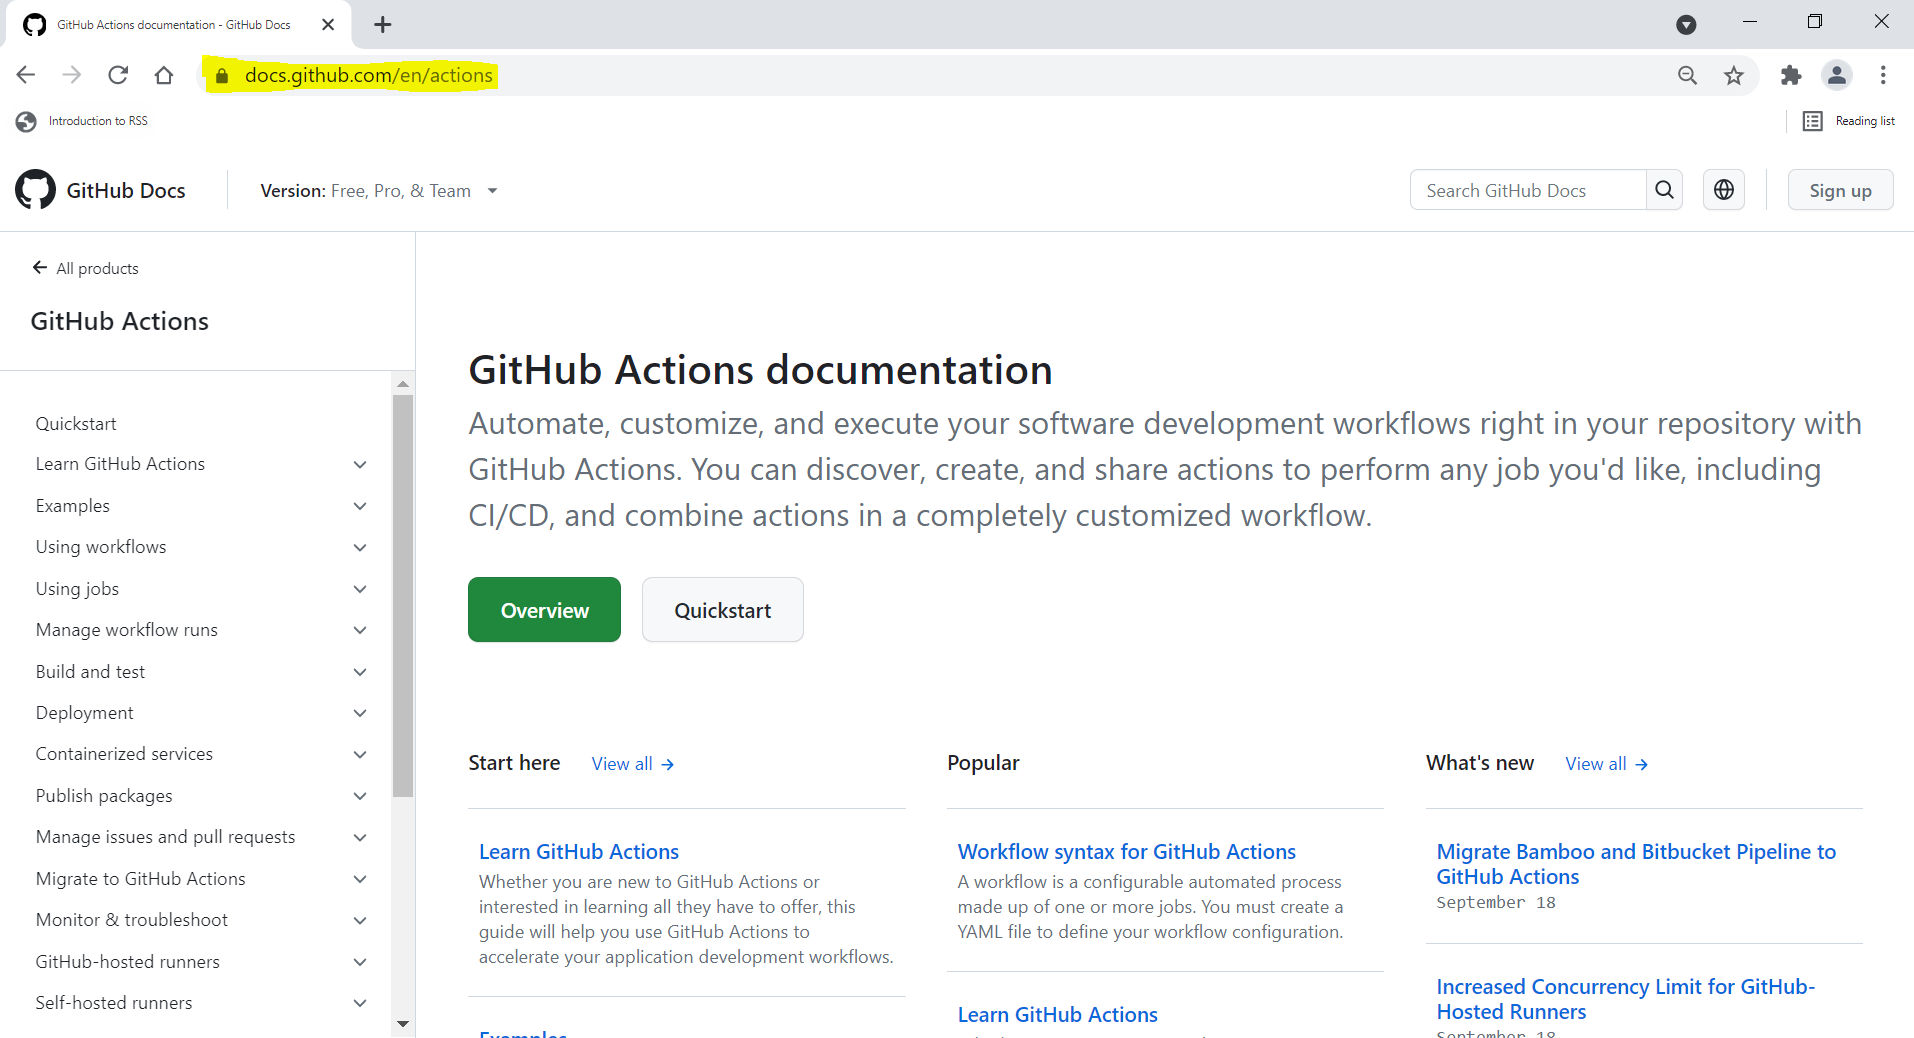 GitHub Actions documentation - GitHub Docs
docs.github.com/en/actions
Introduction to RSS
Reading list
GitHub Docs
Version: Free, Pro, & Team
Search GitHub Docs
Sign up
All products
GitHub Actions
Quickstart
Learn GitHub Actions
Examples
Using workflows
Using jobs
Manage workflow runs
Build and test
Deployment
Containerized services
Publish packages
Manage issues and pull requests
Migrate to GitHub Actions
Monitor & troubleshoot
GitHub-hosted runners
Self-hosted runners
GitHub Actions documentation
Automate, customize, and execute your software development workflows right in your repository with
GitHub Actions. You can discover, create, and share actions to perform any job you'd like, including
CI/CD, and combine actions in a completely customized workflow.
Overview
Quickstart
Start here
View all
Learn GitHub Actions
Whether you are new to GitHub Actions or
interested in learning all they have to offer, this
guide will help you use GitHub Actions to
accelerate your application development workflows.
Examples
Popular
Workflow syntax for GitHub Actions
A workflow is a configurable automated process
made up of one or more jobs. You must create a
YAML file to define your workflow configuration.
Learn GitHub Actions
What's new
View all
Migrate Bamboo and Bitbucket Pipeline to
GitHub Actions
September 18
Increased Concurrency Limit for GitHub-
Hosted Runners
September 18